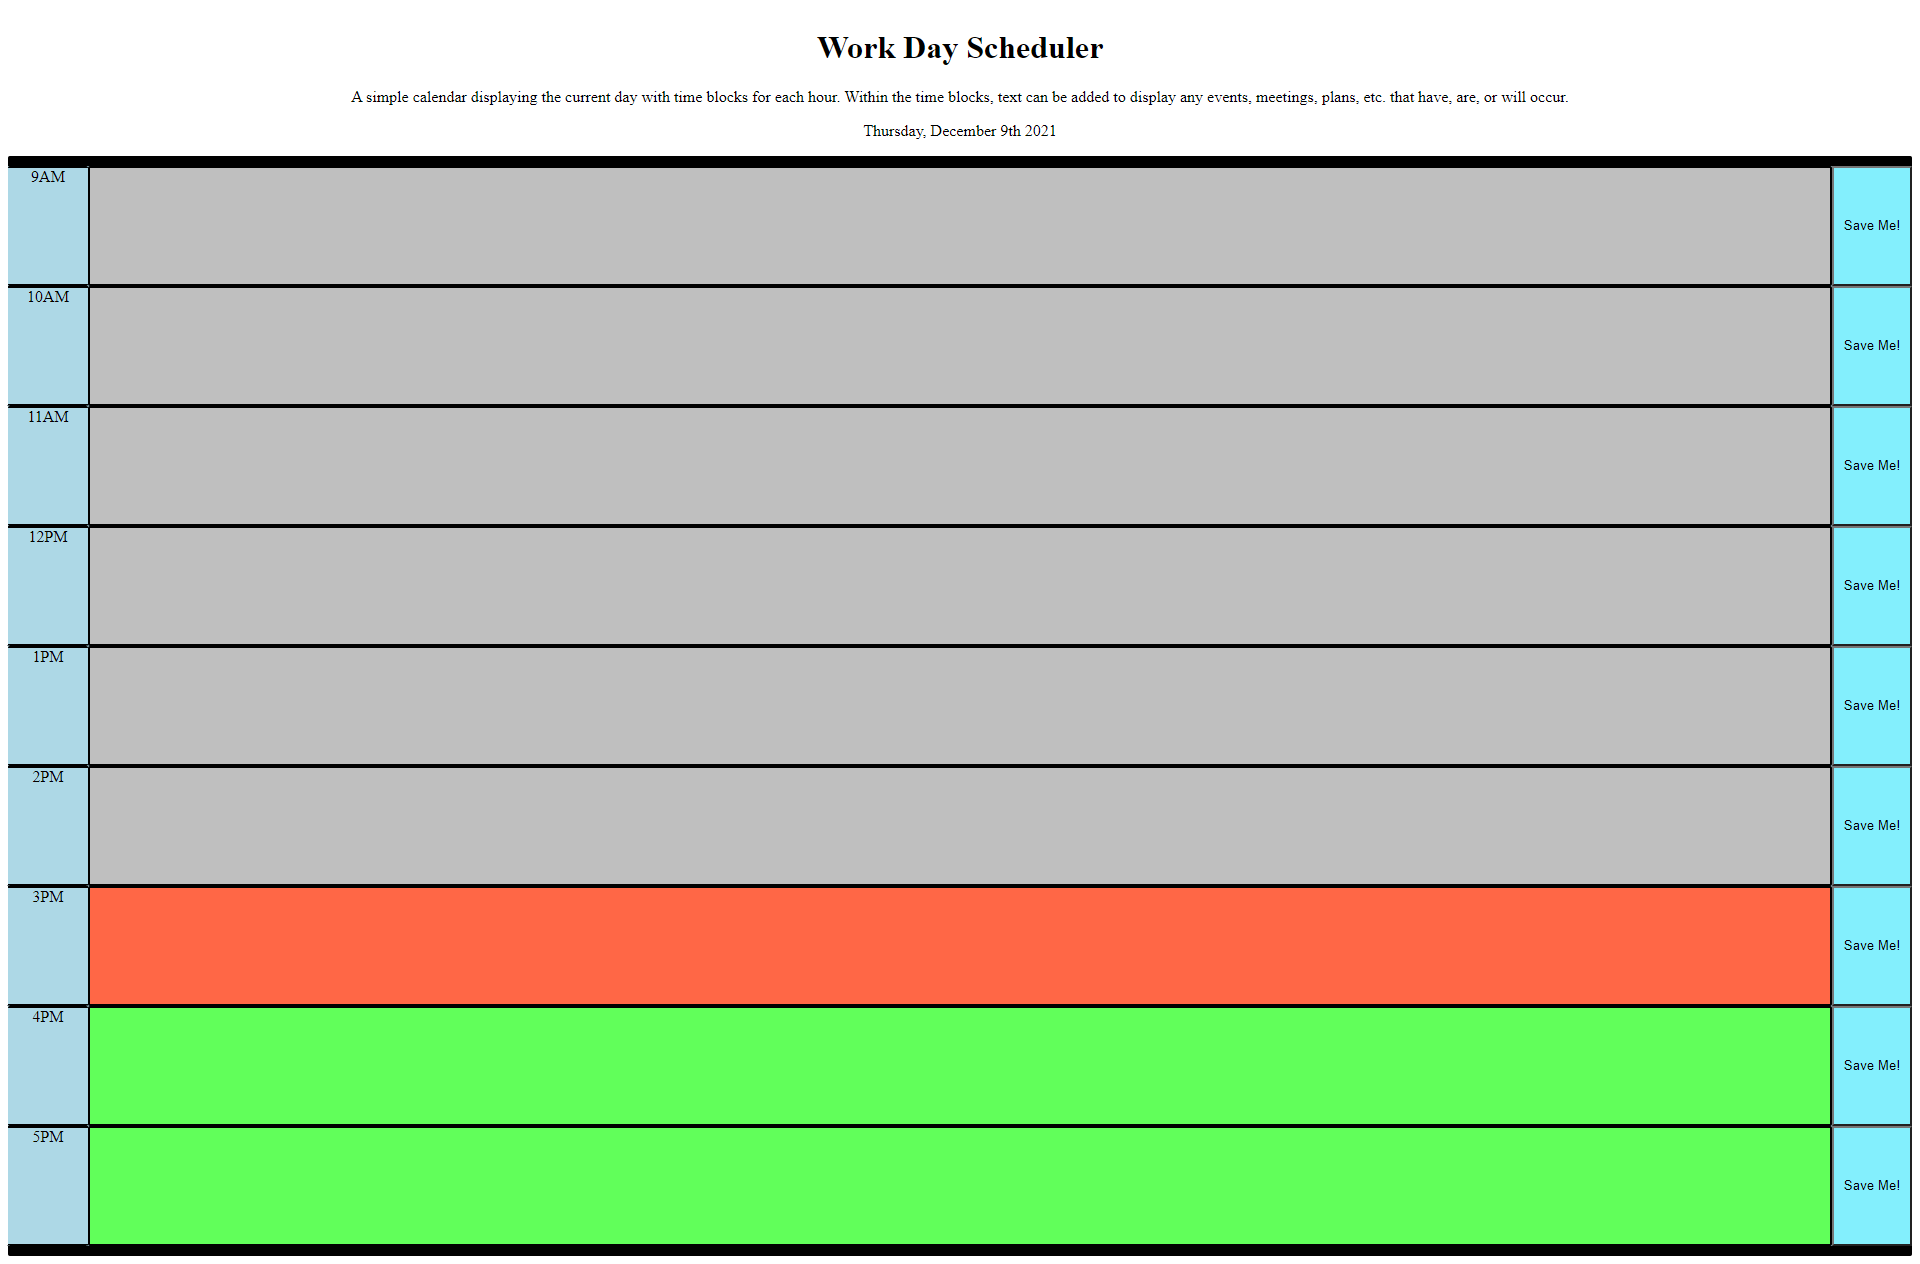 Work Day Scheduler
A simple calendar displaying the current day with time blocks for each hour. Within the time blocks, text can be added to display any events, meetings, plans, etc. that have, are, or will occur.
Thursday, December 9th 2021
9AM
Save Me!
10AM
Save Me!
11AM
Save Me!
12PM
Save Me!
1PM
Save Me!
2PM
Save Me!
3PM
Save Me!
4PM
Save Me!
5PM
Save Me!